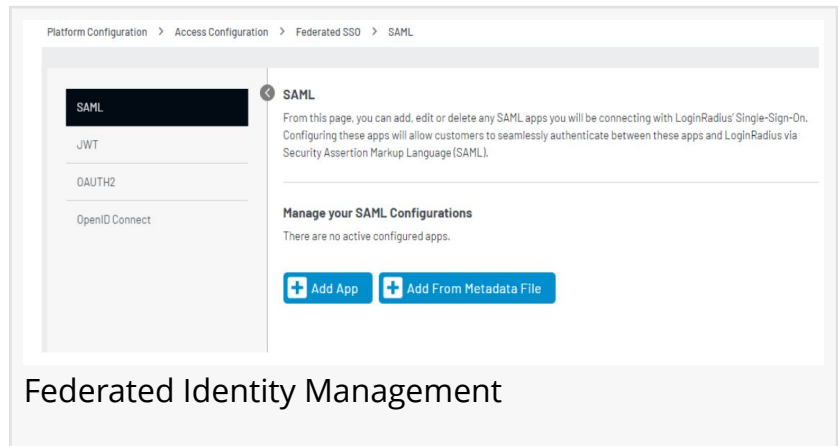 Platform Configuration > Access Configuration > Federated SSO > SAML
SAML
JWT
OAUTH2
OpenID Connect
SAML
From this page, you can add, edit or delete any SAML apps you will be connecting with LoginRadius' Single-Sign-On.
Configuring these apps will allow customers to seamlessly authenticate between these apps and LoginRadius via
Security Assertion Markup Language (SAML).
Manage your SAML Configurations
There are no active configured apps.
Add App
Add From Metadata File
Federated Identity Management